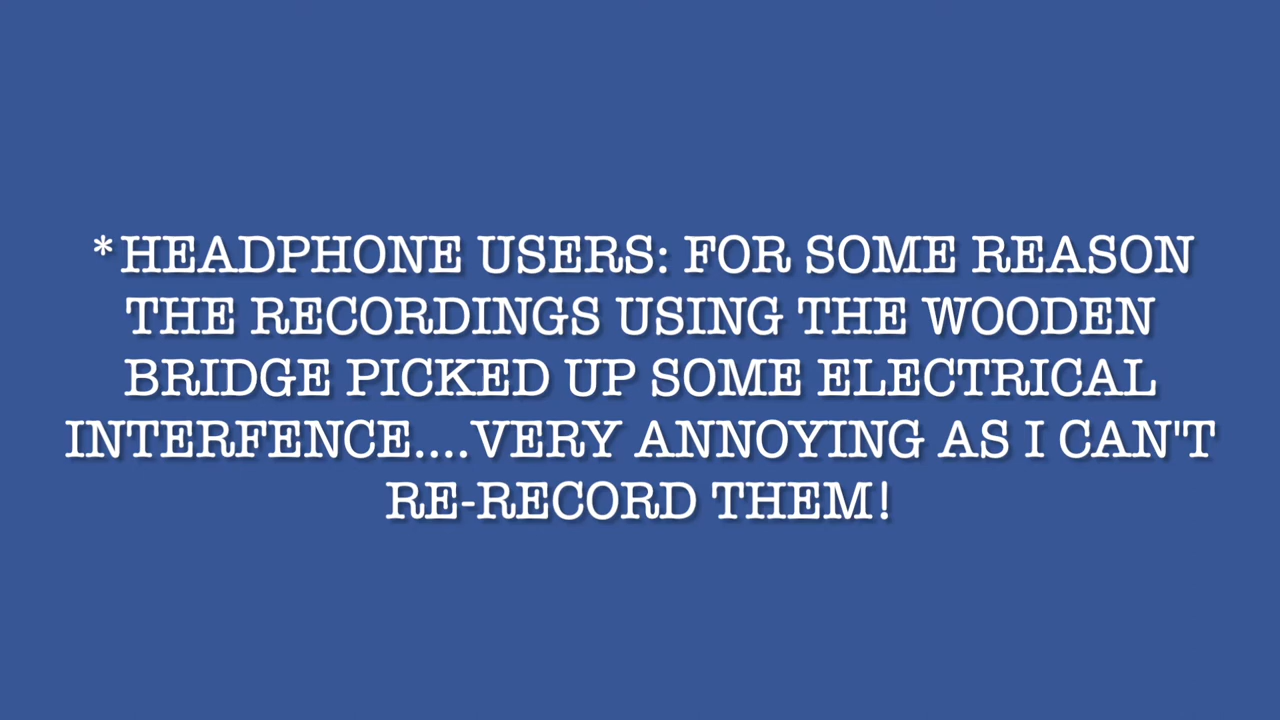 *HEADPHONE USERS: FOR SOME REASON
THE RECORDINGS USING THE WOODEN
BRIDGE PICKED UP SOME ELECTRICAL
INTERFENCE....VERY ANNOYING AS I CAN'T
RE-RECORD THEM!